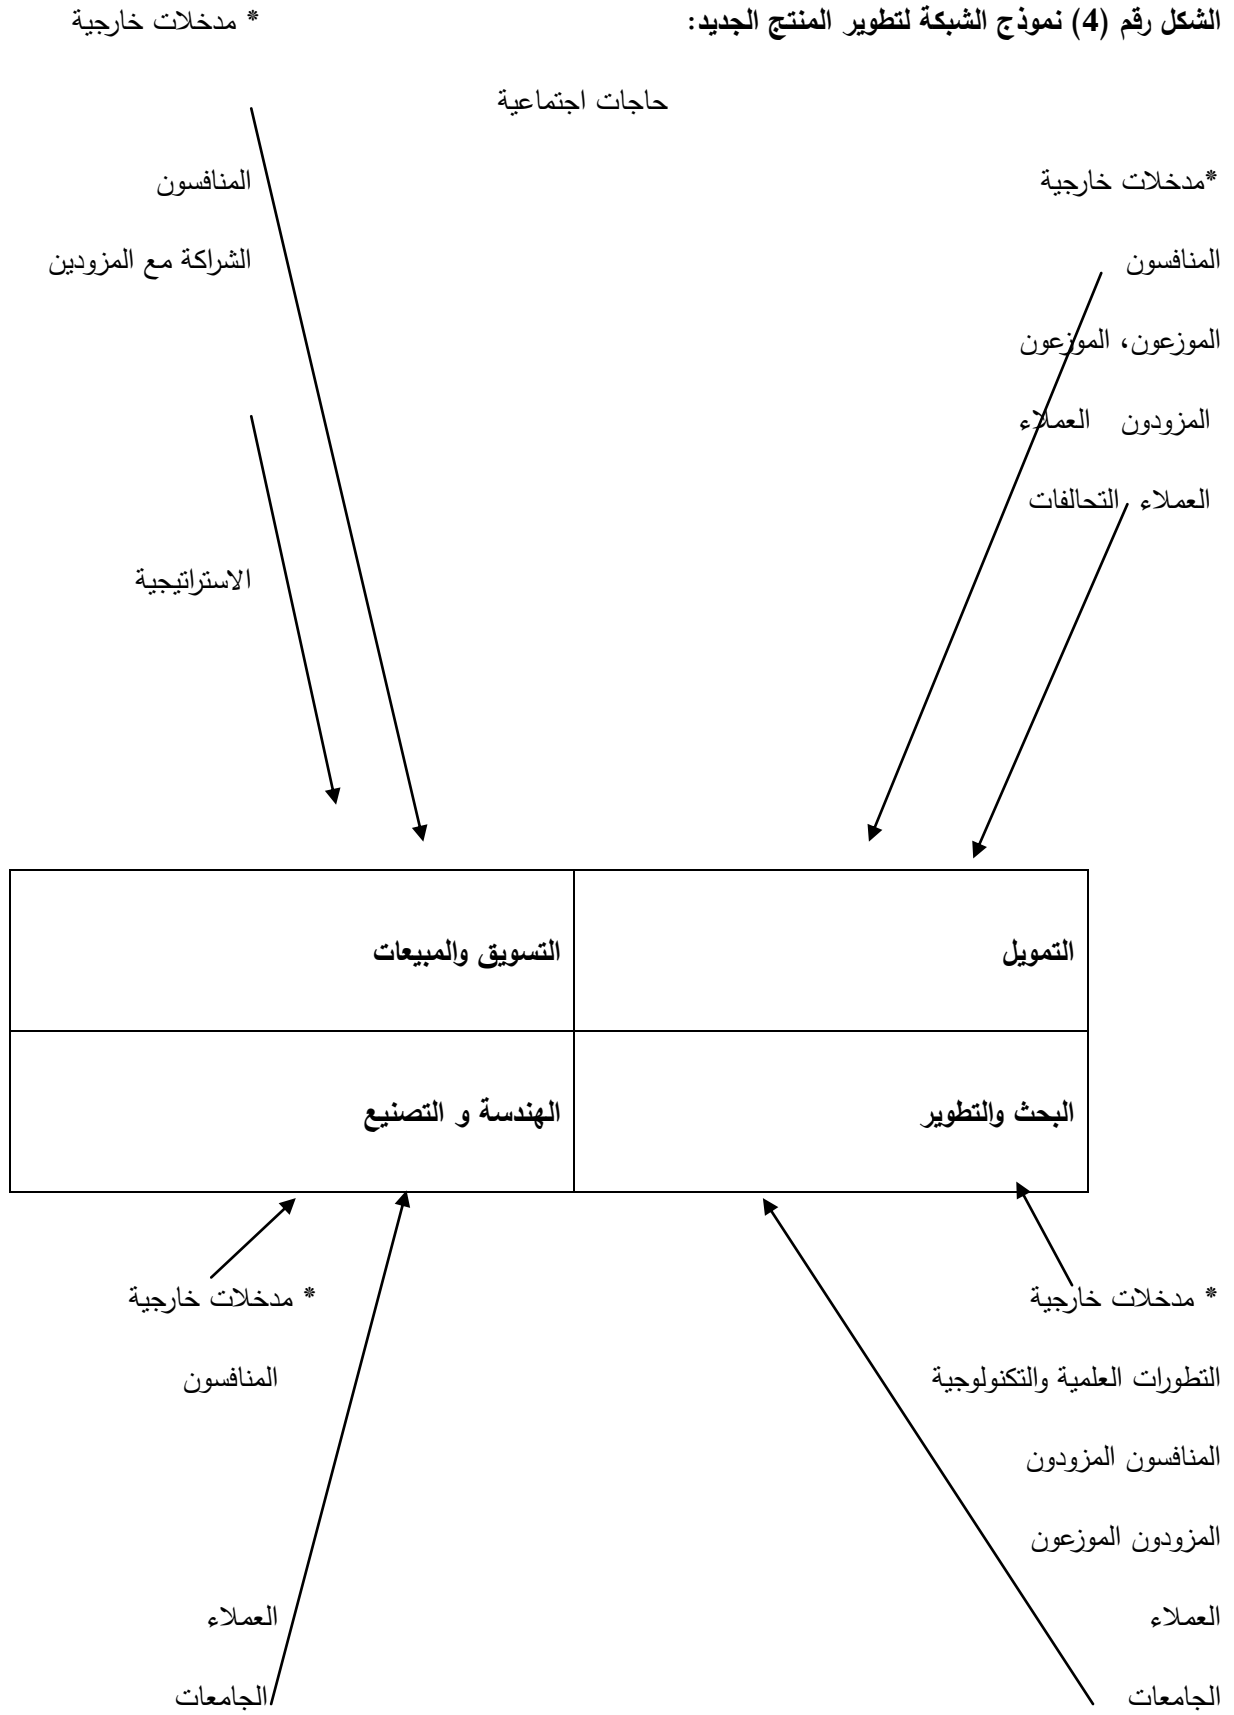 الشكل رقم (4) نموذج الشبكة لتطوير المنتج الجديد: * مدخلات خارجية
حاجات اجتماعية
*مدخلات خارجية المنافسون
المنافسون الشراكة مع المزودين
الموزعون، الموزعون
المزودون العملاء
العملاء التحالفات
الاستراتيجية
التمويل التسويق والمبيعات
البحث والتطوير الهندسة و التصنيع
* مدخلات خارجية * مدخلات خارجية
التطورات العلمية والتكنولوجية المنافسون
المنافسون المزودون
المزودون الموزعون
العملاء العملاء
الجامعات الجامعات